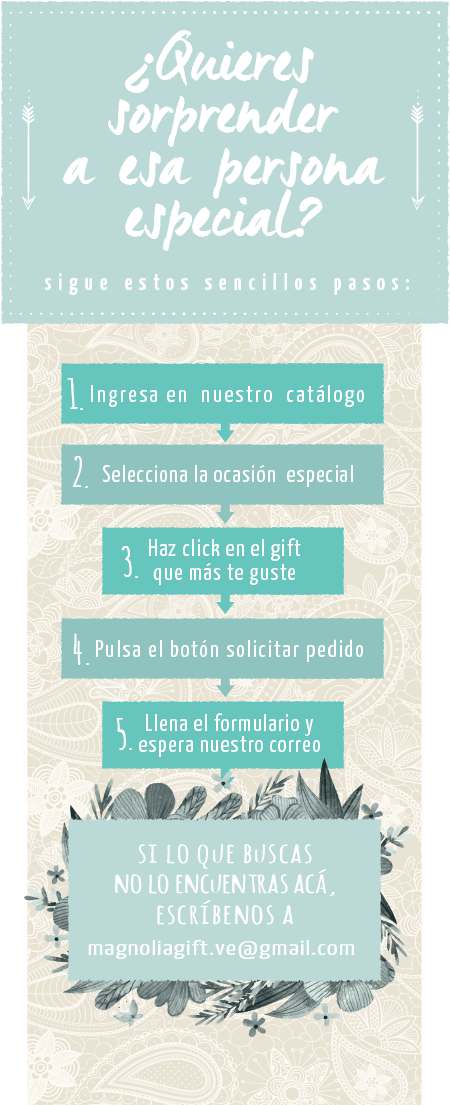 ¿Quieres
sorprender
a esa persona
especial?
sigue estos sencillos pasos:
1. Ingresa en nuestro catálogo
2. Selecciona la ocasión especial
3. Haz click en el gift
que más te guste
4. Pulsa el botón solicitar pedido
5. Llena el formulario y
espera nuestro correo
SI LO QUE BUSCAS
NO LO ENCUENTRAS ACÁ,
ESCRÍBENOS A
magnoliagift.ve@gmail.com